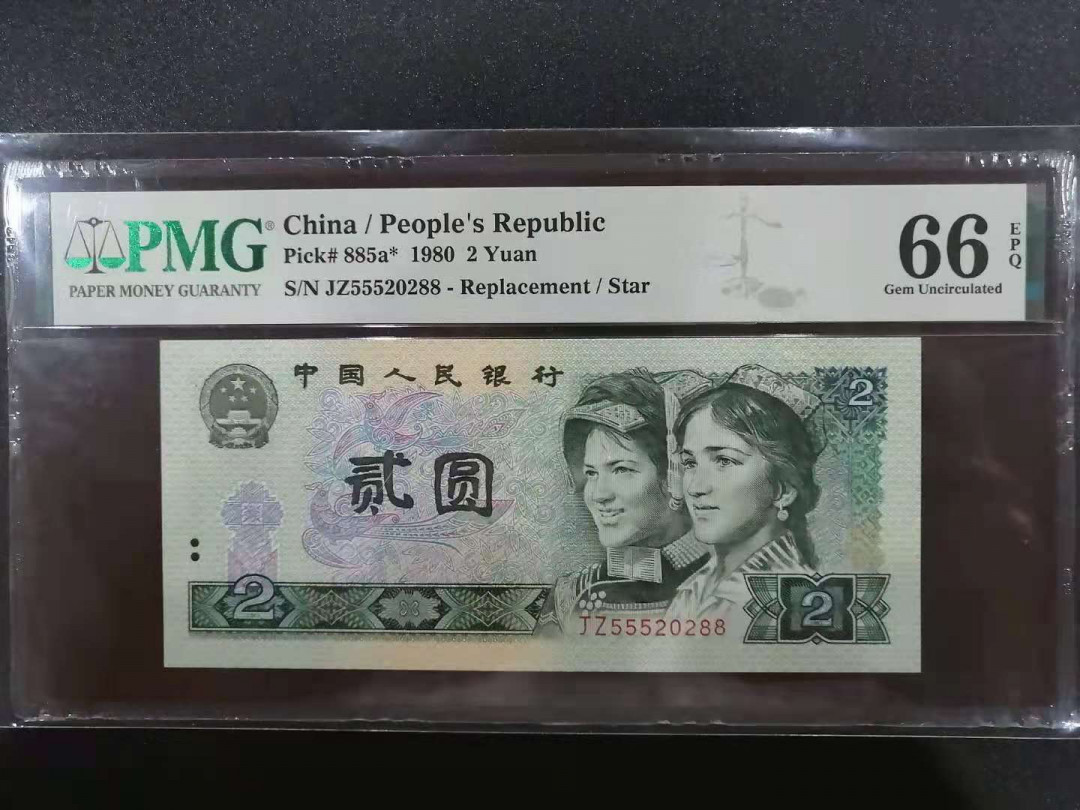 PMG®
PAPER MONEY GUARANTY
China / People's Republic
Pick# 885a* 1980 2 Yuan
S/N JZ55520288 - Replacement / Star
66
EPQ
Gem Uncirculated
中国人民银行
2
贰圆
2
JZ55520288
2